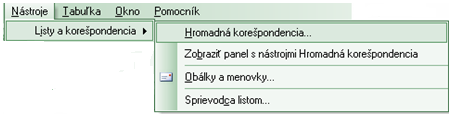 Nástroje Tabuľka Okno Pomocník
Listy a korešpondencia
Hromadná korešpondencia...
Zobraziť panel s nástrojmi Hromadná korešpondencia
Obálky a menovky...
Sprievodca listom...